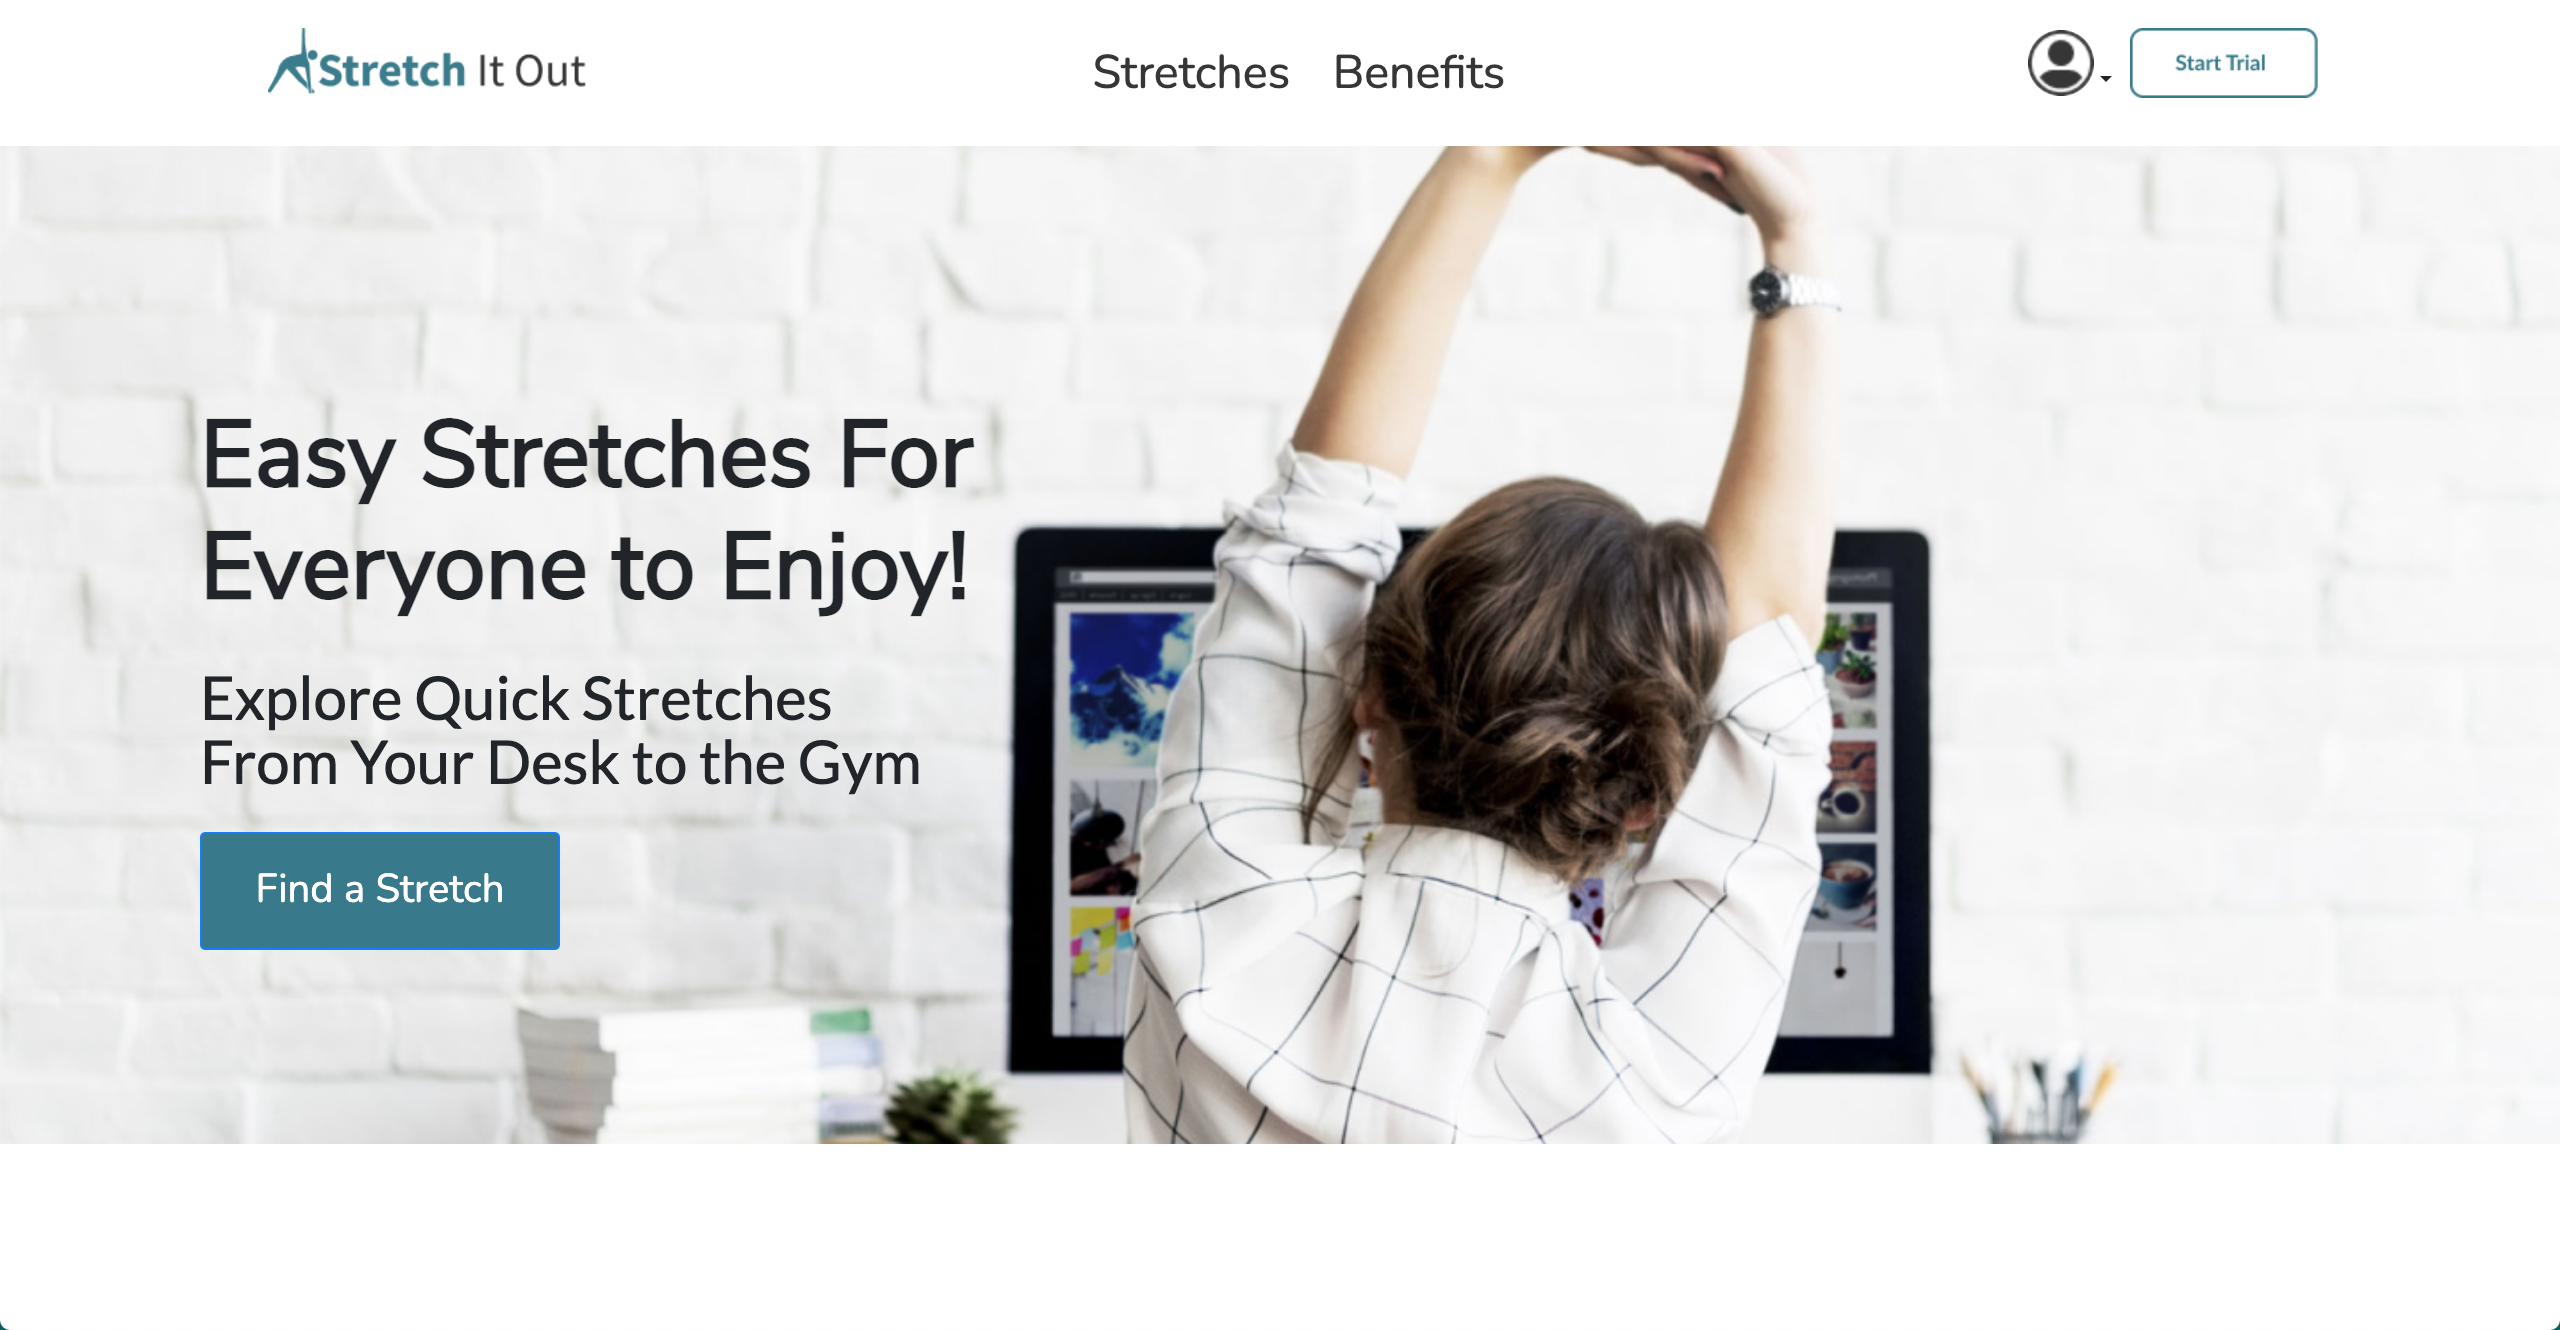 Stretch It Out
Stretches
Benefits
Start Trial
Easy Stretches For
Everyone to Enjoy!
Explore Quick Stretches
From Your Desk to the Gym
Find a Stretch